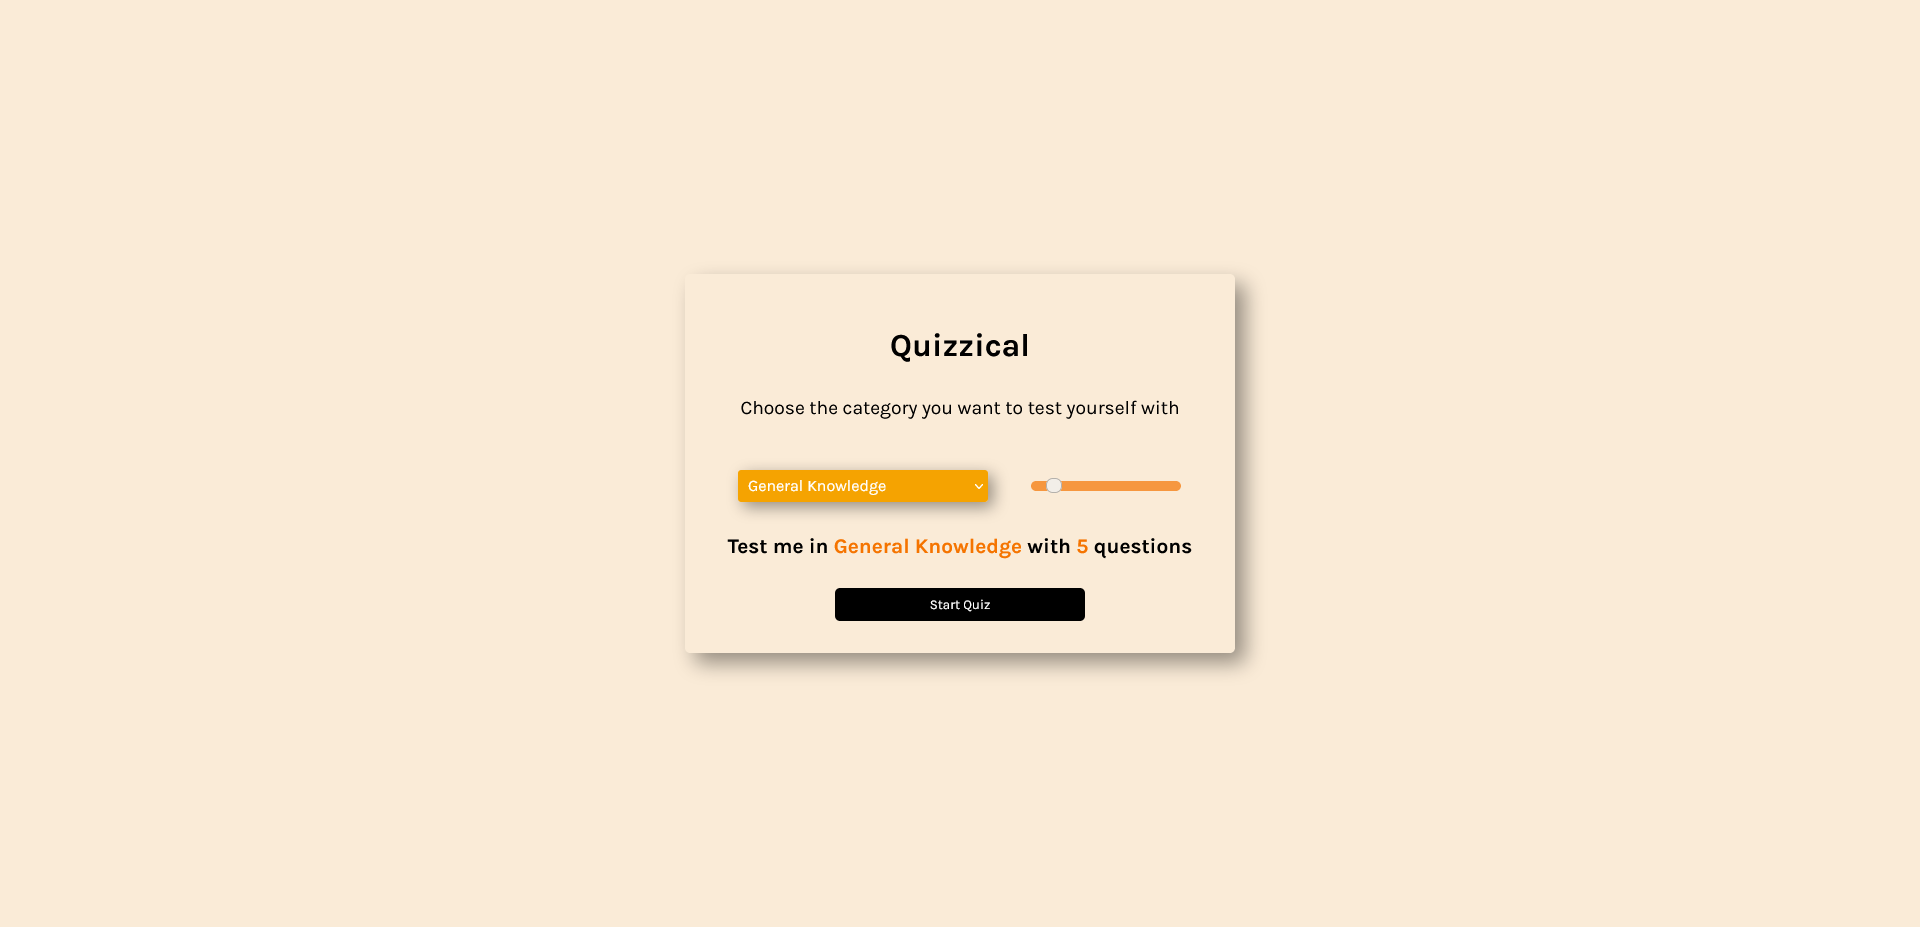 Quizzical
Choose the category you want to test yourself with
General Knowledge
Test me in General Knowledge with 5 questions
Start Quiz